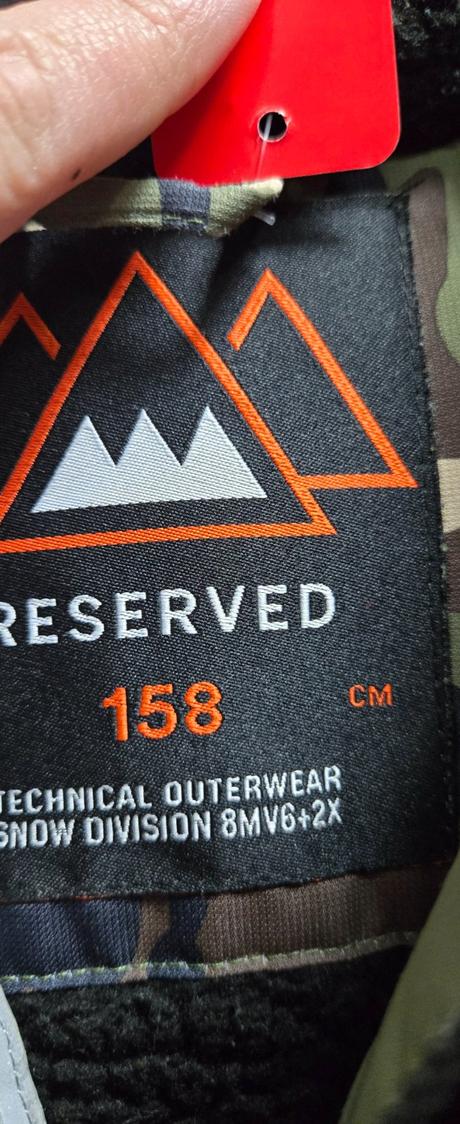 RESERVED
158 CM
TECHNICAL OUTERWEAR
SNOW DIVISION 8MV6+2X